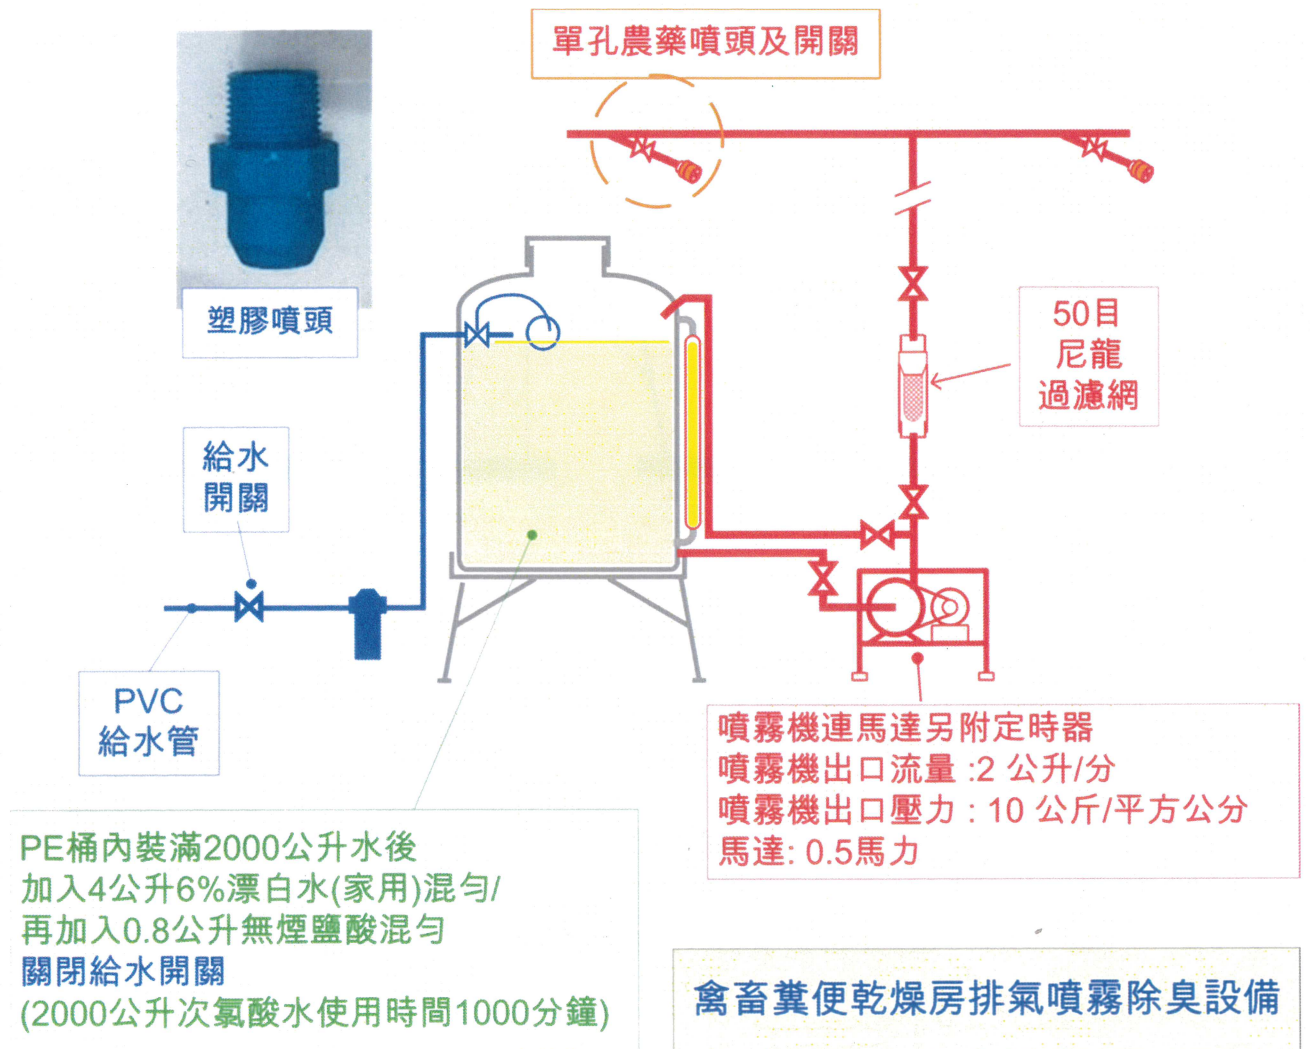 單孔農藥噴頭及開關
塑膠噴頭
50目
尼龍
過濾網
給水
開關
PVC
給水管
噴霧機連馬達另附定時器
噴霧機出口流量 :2 公升/分
噴霧機出口壓力 : 10 公斤/平方公分
馬達: 0.5馬力
PE桶內裝滿2000公升水後
加入4公升6%漂白水(家用)混勻/
再加入0.8公升無煙鹽酸混勻
關閉給水開關
(2000公升次氯酸水使用時間1000分鐘)
禽畜糞便乾燥房排氣噴霧除臭設備